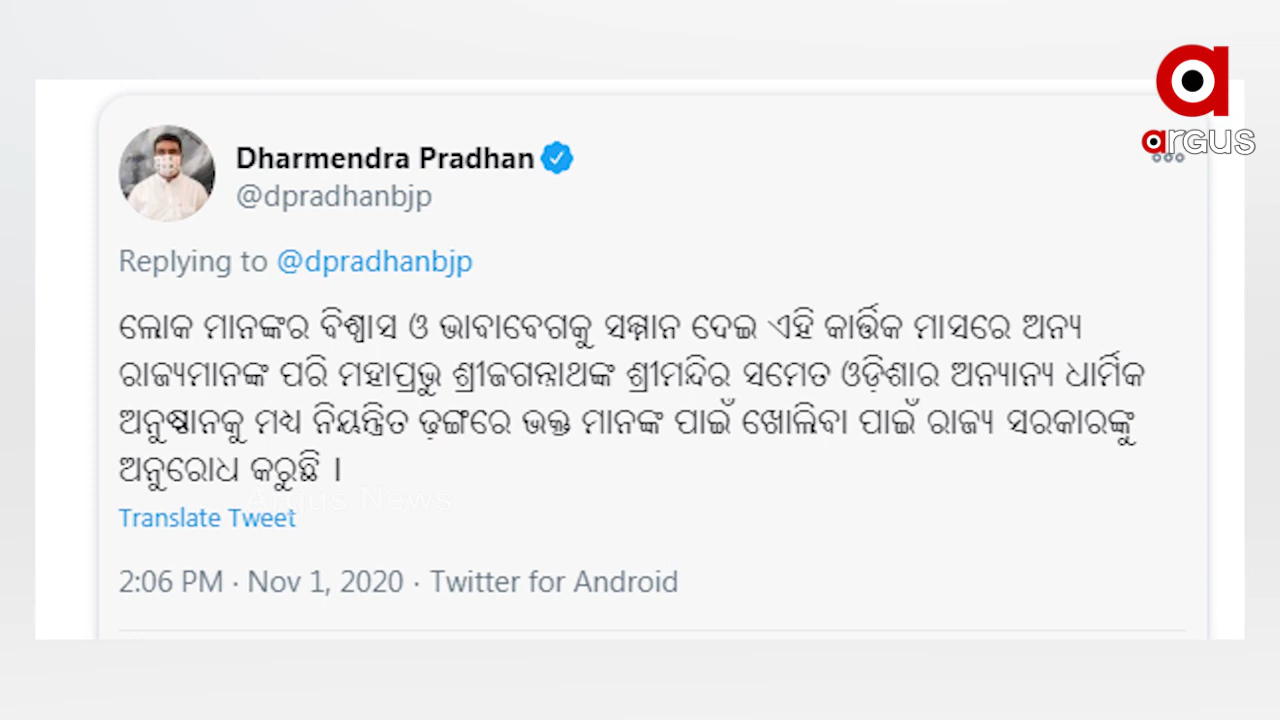 argus
Dharmendra Pradhan
@dpradhanbjp
Replying to @dpradhanbjp
ଲୋକ ମାନଙ୍କର ବିଶ୍ୱାସ ଓ ଭାବାବେଗକୁ ସମ୍ମାନ ଦେଇ ଏହି କାର୍ତ୍ତିକ ମାସରେ ଅନ୍ୟ
ରାଜ୍ୟମାନଙ୍କ ପରି ମହାପ୍ରଭୁ ଶ୍ରୀଜଗନ୍ନାଥଙ୍କ ଶ୍ରୀମନ୍ଦିର ସମେତ ଓଡ଼ିଶାର ଅନ୍ୟାନ୍ୟ ଧାର୍ମିକ
ଅନୁଷ୍ଠାନକୁ ମଧ୍ୟ ନିୟନ୍ତ୍ରିତ ଢ଼ଙ୍ଗରେ ଭକ୍ତ ମାନଙ୍କ ପାଇଁ ଖୋଲିବା ପାଇଁ ରାଜ୍ୟ ସରକାରଙ୍କୁ
ଅନୁରୋଧ କରୁଛି ।
Argus News
Translate Tweet
2:06 PM · Nov 1, 2020 · Twitter for Android